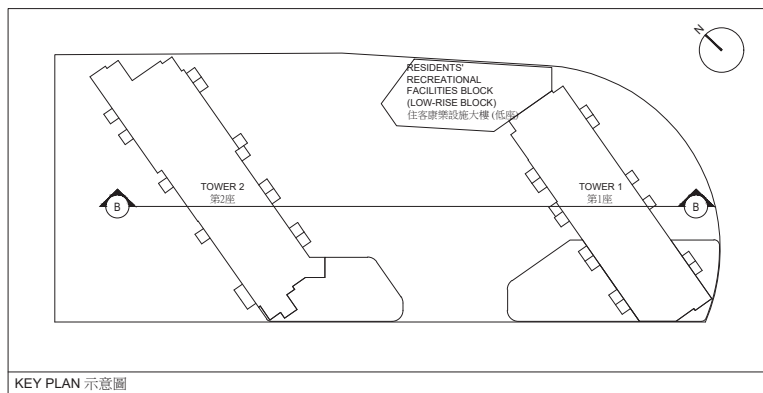 N
RESIDENTS'
RECREATIONAL
FACILITIES BLOCK
(LOW-RISE BLOCK)
住客康樂設施大樓 (低座)
TOWER 2
第2座
TOWER 1
第1座
B
B
KEY PLAN 示意圖